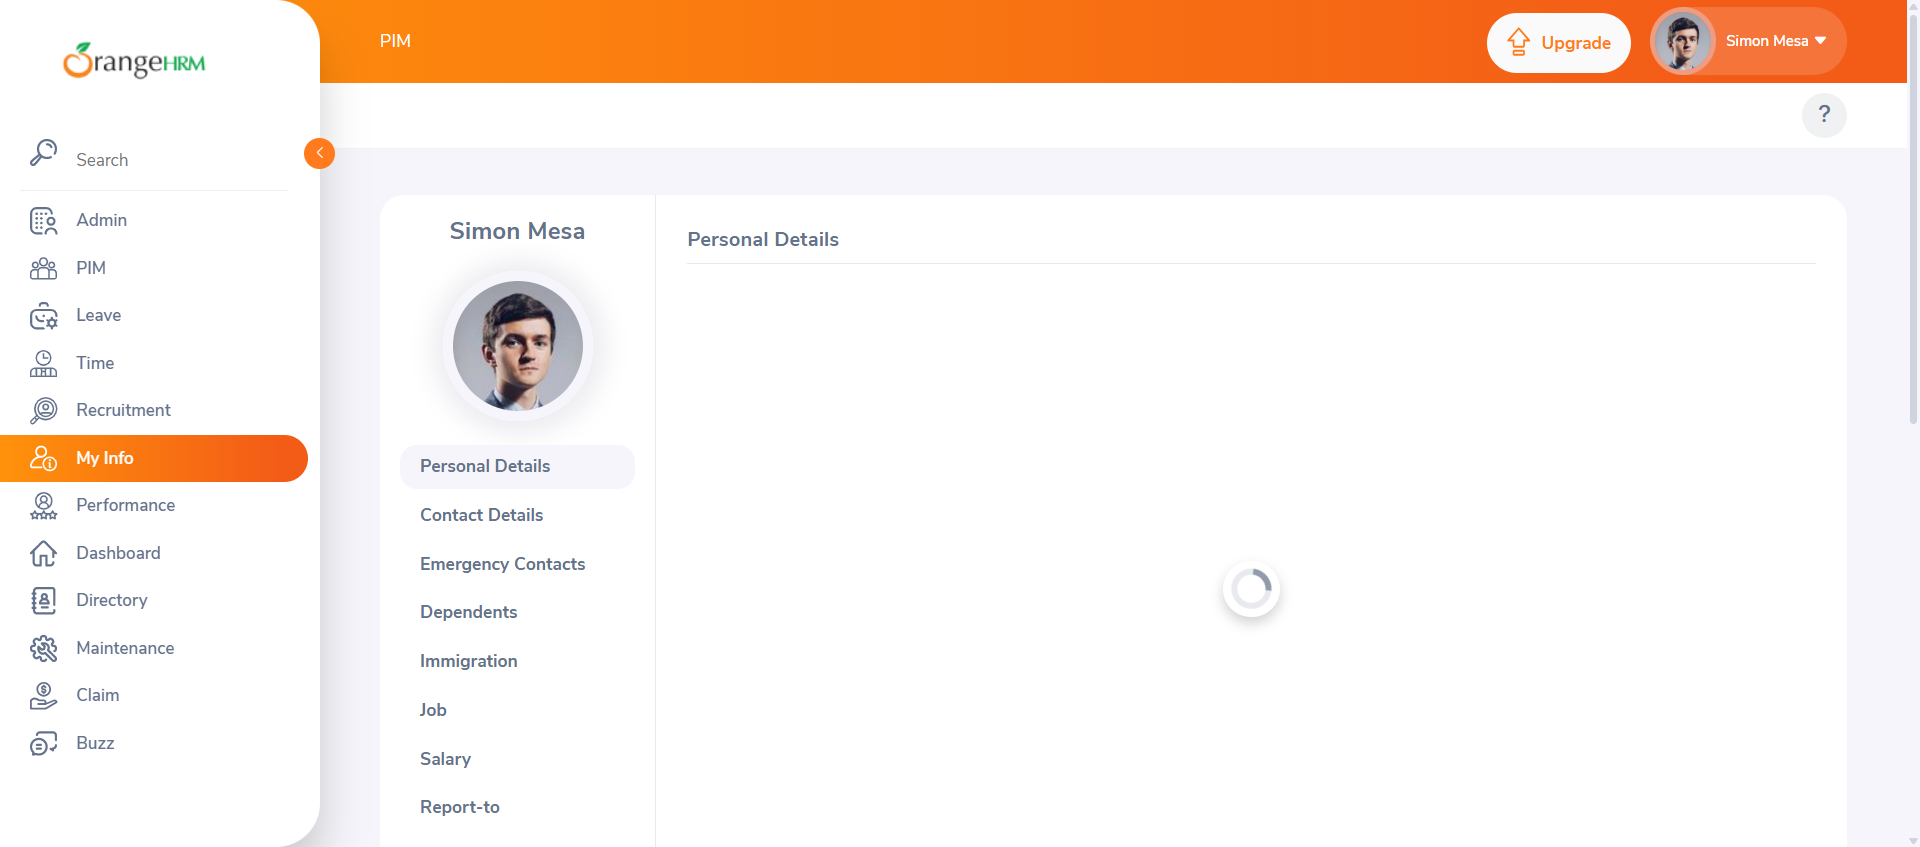 OrangeHRM
Search
Admin
PIM
Leave
Time
Recruitment
My Info
Performance
Dashboard
Directory
Maintenance
Claim
Buzz
PIM
Upgrade
Simon Mesa
?
Simon Mesa
Personal Details
Contact Details
Emergency Contacts
Dependents
Immigration
Job
Salary
Report-to
Personal Details